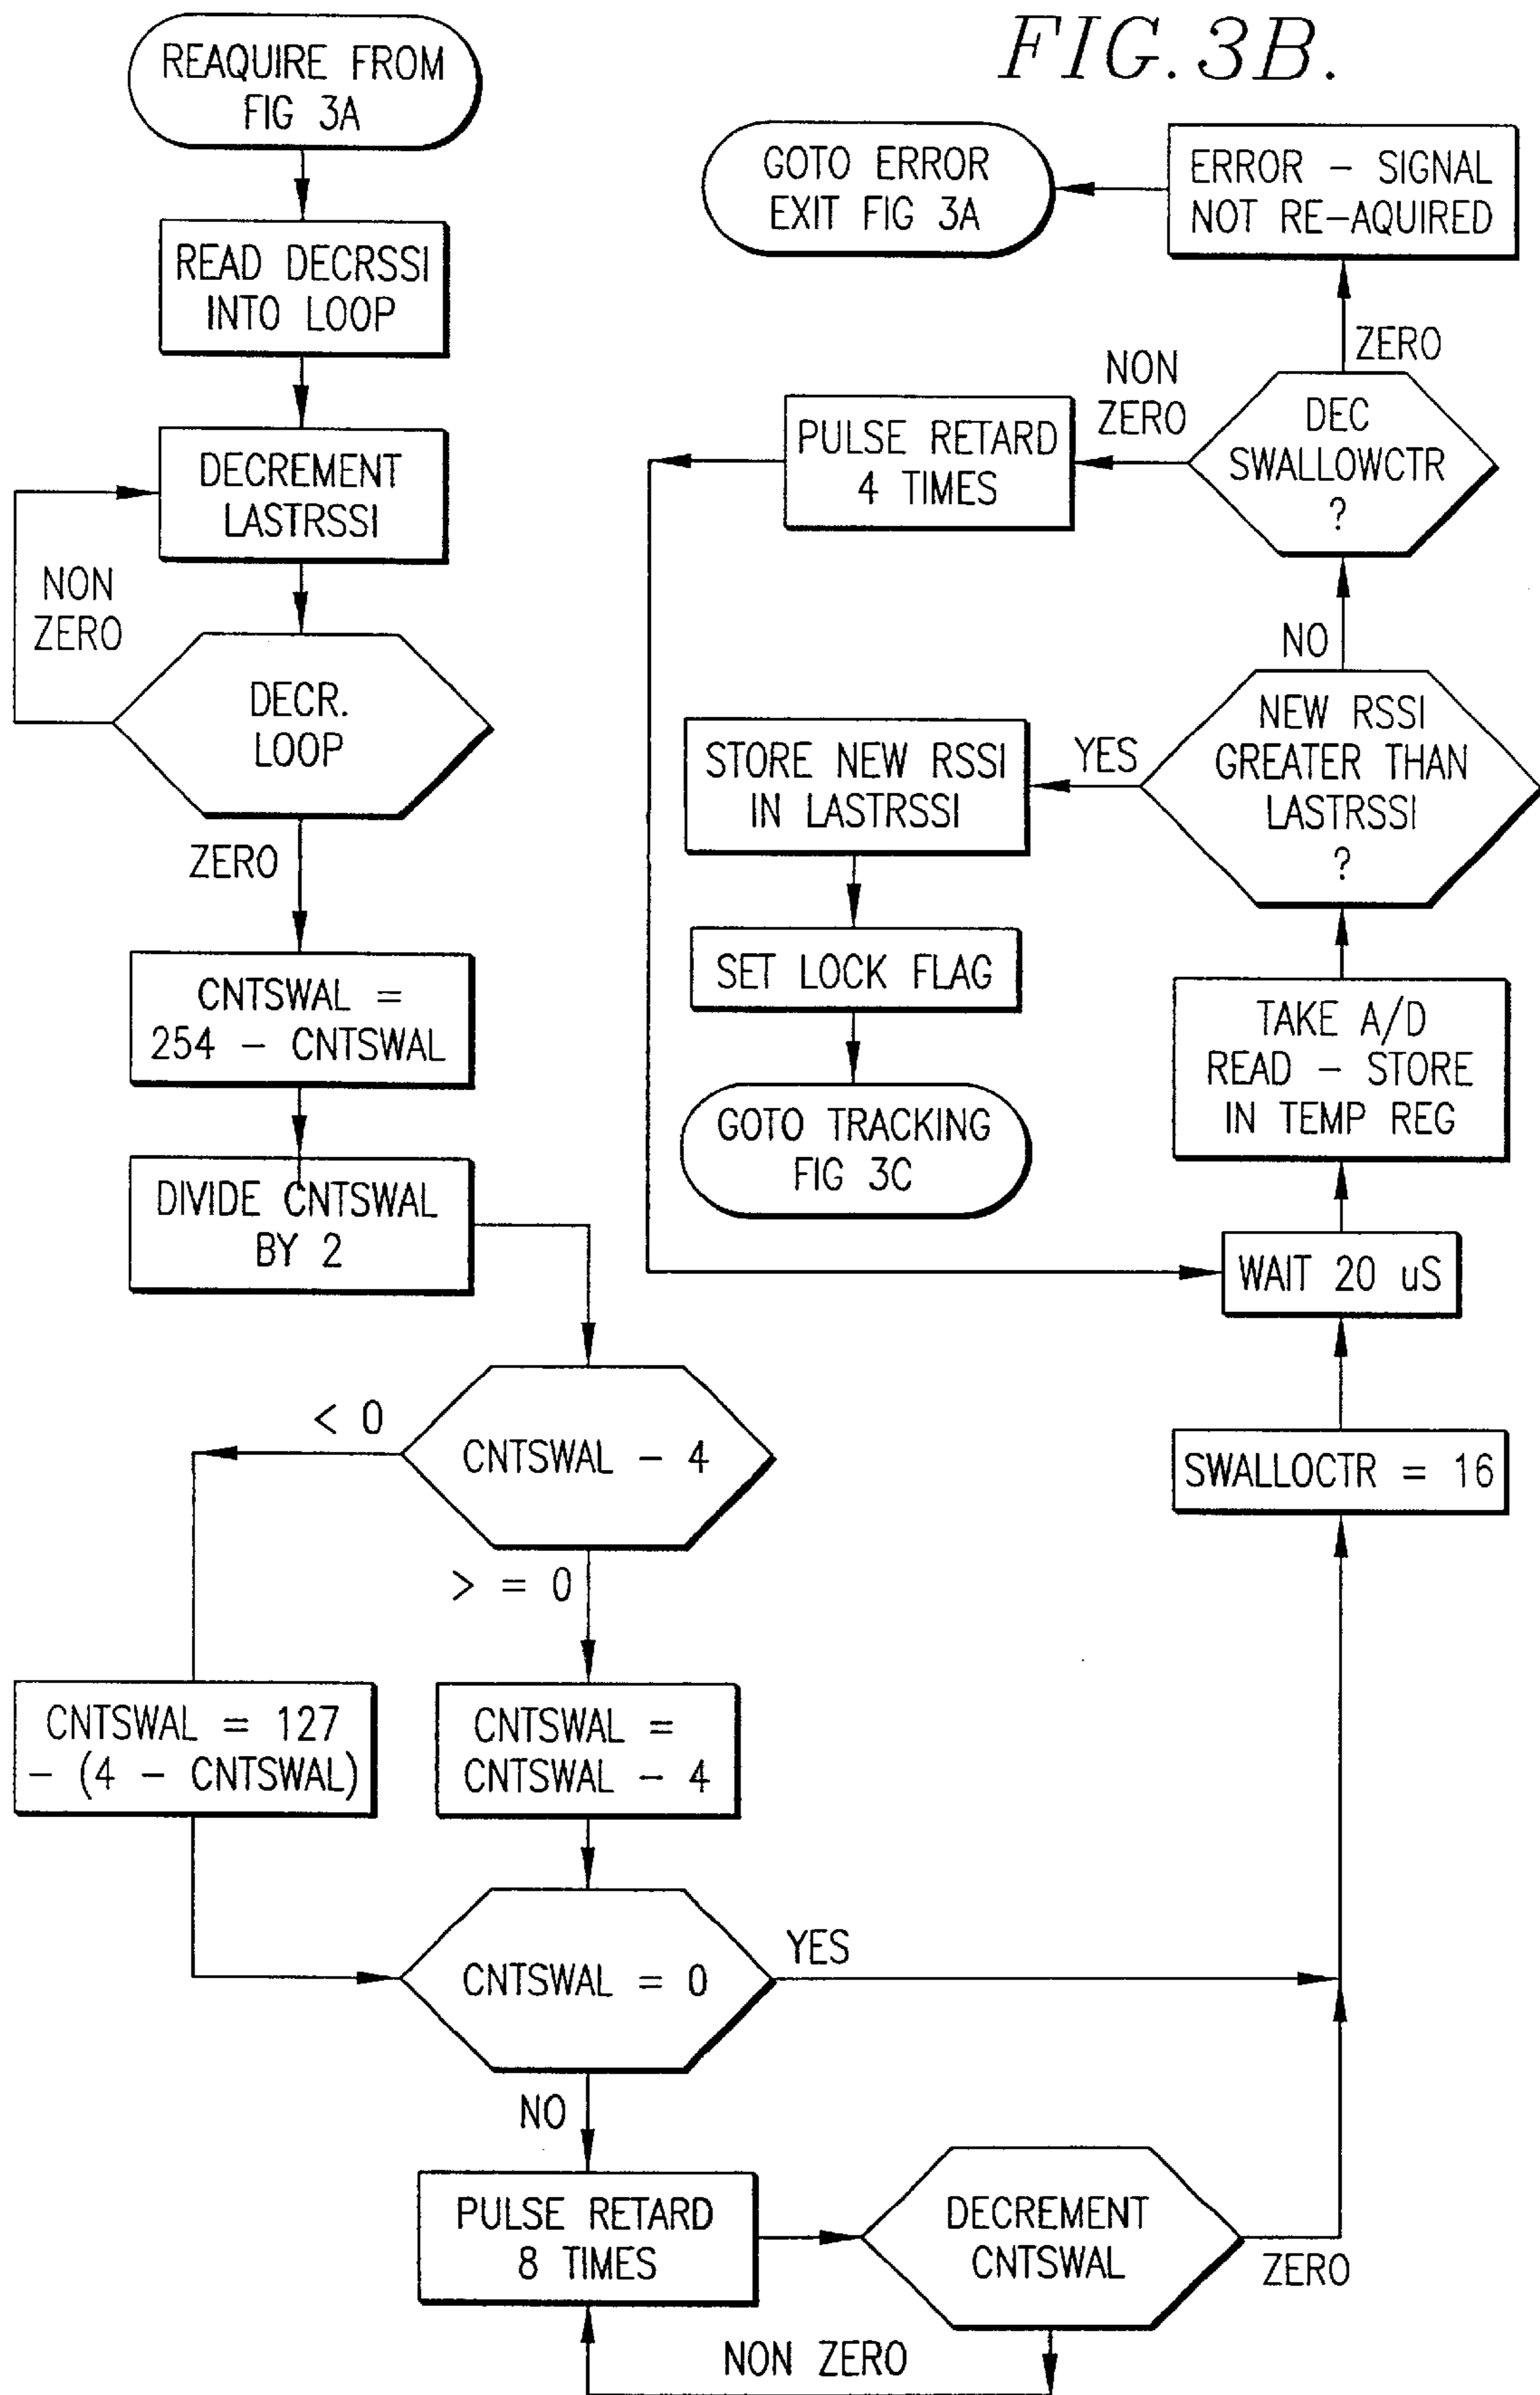 FIG. 3B.
REAQUIRE FROM
FIG 3A
READ DECRSSI
INTO LOOP
DECREMENT
LASTRSSI
NON
ZERO
DECR.
LOOP
ZERO
CNTSWAL =
254 - CNTSWAL
DIVIDE CNTSWAL
BY 2
< 0
CNTSWAL - 4
> = 0
CNTSWAL = 127
- (4 - CNTSWAL)
CNTSWAL =
CNTSWAL - 4
CNTSWAL = 0
YES
NO
PULSE RETARD
8 TIMES
DECREMENT
CNTSWAL
ZERO
NON ZERO
SWALLOCTR = 16
WAIT 20 uS
TAKE A/D
READ - STORE
IN TEMP REG
NEW RSSI
GREATER THAN
LASTRSSI
?
YES
STORE NEW RSSI
IN LASTRSSI
SET LOCK FLAG
GOTO TRACKING
FIG 3C
NO
DEC
SWALLOWCTR
?
NON
ZERO
PULSE RETARD
4 TIMES
ZERO
ERROR - SIGNAL
NOT RE-AQUIRED
GOTO ERROR
EXIT FIG 3A